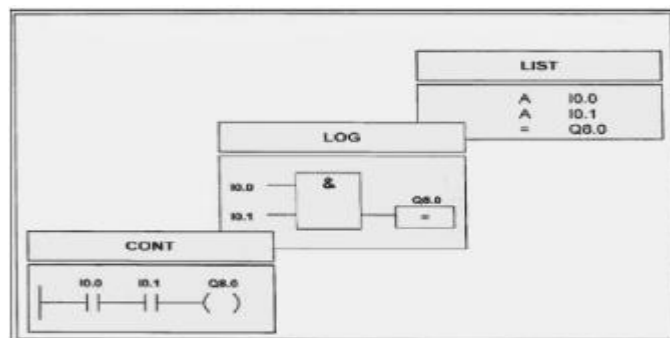 LIST
A I0.0
A I0.1
= Q8.0
LOG
&
I0.0
Q8.0
I0.1
=
CONT
I0.0 I0.1 Q8.0